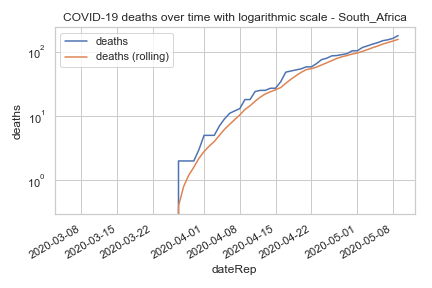 COVID-19 deaths over time with logarithmic scale - South_Africa
deaths
deaths (rolling)
10²
10¹
10⁰
deaths
2020-03-08
2020-03-15
2020-03-22
2020-04-01
2020-04-08
2020-04-15
2020-04-22
2020-05-01
2020-05-08
dateRep